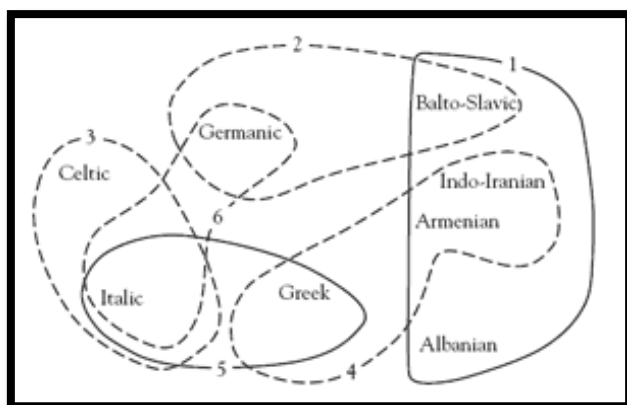 2
1
Balto-Slavic
Germanic
3
Celtic
Indo-Iranian
6
Armenian
Italic
Greek
Albanian
5
4